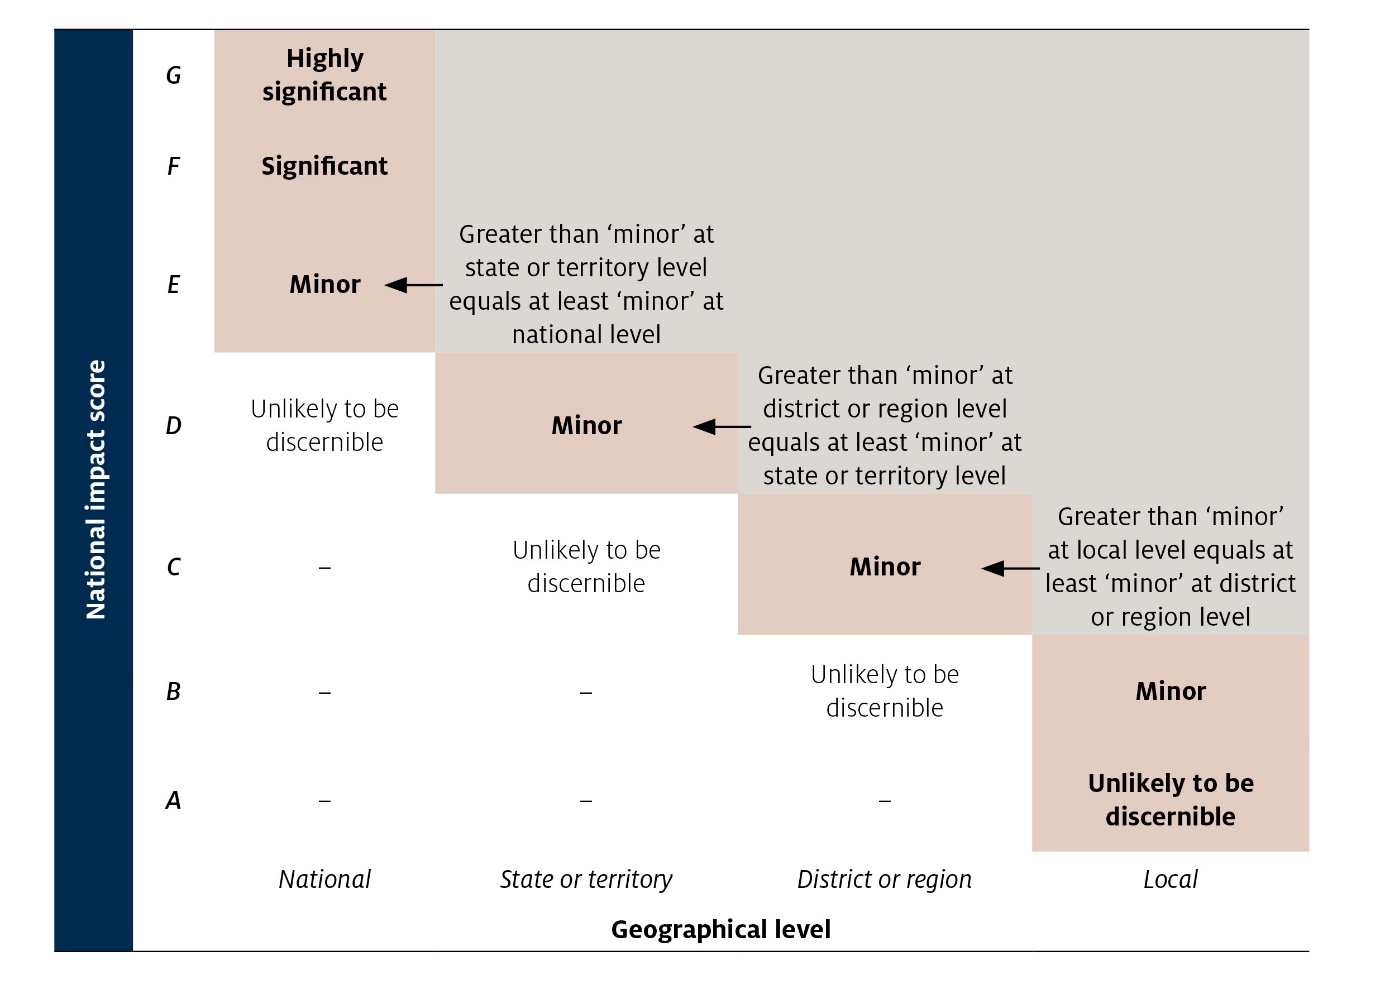 G
Highly
significant
F
Significant
E
Minor
Greater than ‘minor’ at
state or territory level
equals at least ‘minor’ at
national level
National impact score
D
Unlikely to be
discernible
Minor
Greater than ‘minor’ at
district or region level
equals at least ‘minor’ at
state or territory level
C
–
Unlikely to be
discernible
Minor
Greater than ‘minor’
at local level equals at
least ‘minor’ at district
or region level
B
–
–
Unlikely to be
discernible
Minor
A
–
–
–
Unlikely to be
discernible
National
State or territory
District or region
Local
Geographical level